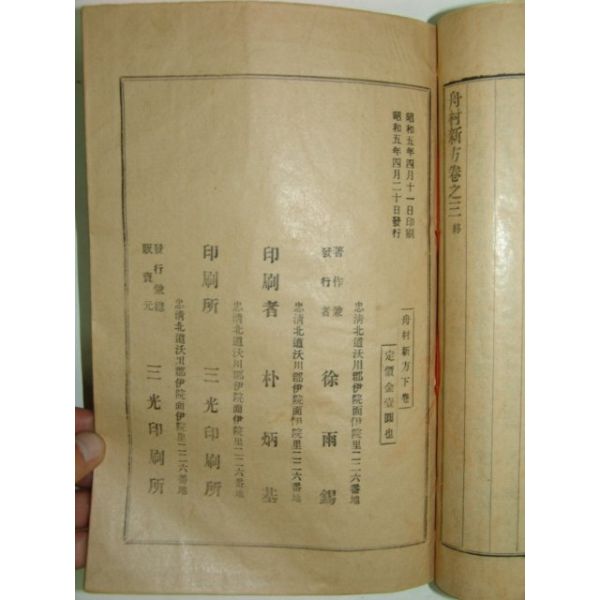 舟村新方卷之三 終
昭和五年四月十一日印刷
昭和五年四月二十日發行
舟村新方下卷
定價金壹圓也
忠淸北道沃川郡伊院面伊院里二二六番地
著作兼
發行者 徐雨錫
忠淸北道沃川郡伊院面伊院里二二六番地
印刷者 朴炳基
忠淸北道沃川郡伊院面伊院里二二六番地
印刷所 三光印刷所
忠淸北道沃川郡伊院面伊院里二二六番地
發行兼總
販賣元 三光印刷所